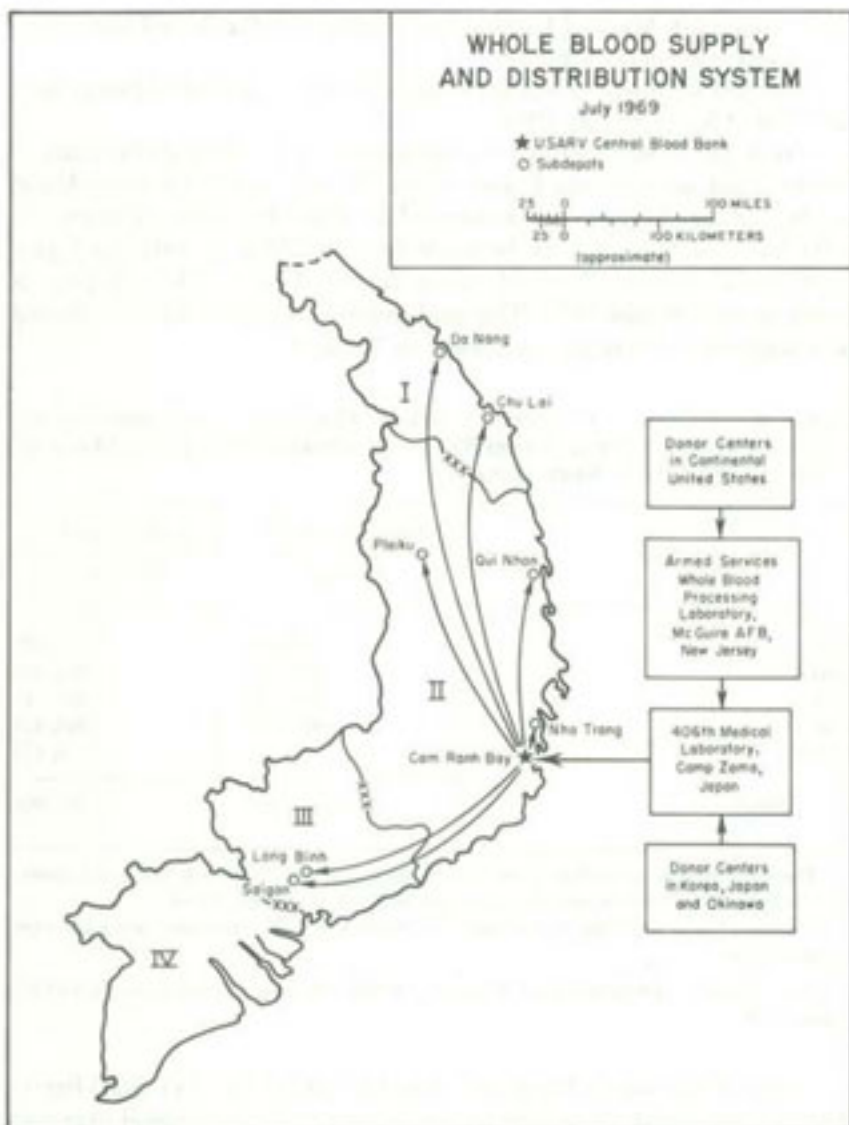 WHOLE BLOOD SUPPLY
AND DISTRIBUTION SYSTEM
July 1969
★ USARV Central Blood Bank
○ Subdepots
25 0 100 MILES
25 0 100 KILOMETERS
(approximate)
Da Nang
I
Chu Lai
XXX
Pleiku
Qui Nhon
II
Nha Trang
Cam Ranh Bay
XXX
III
Long Binh
Saigon
XXX
IV
Donor Centers
in Continental
United States
Armed Services
Whole Blood
Processing
Laboratory,
McGuire AFB,
New Jersey
406th Medical
Laboratory,
Camp Zama,
Japan
Donor Centers
in Korea, Japan
and Okinawa